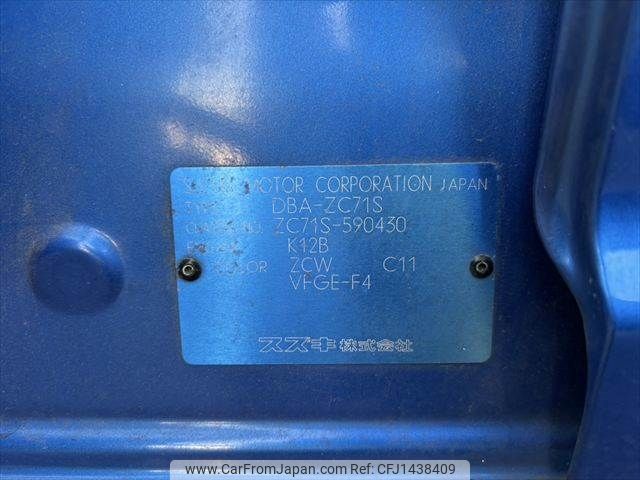 MOTOR CORPORATION JAPAN
DBA-ZC71S
ZC71S-590430
K12B
ZCW C11
VFGE-F4
スズキ株式会社
www.CarFromJapan.com CFJ1438409